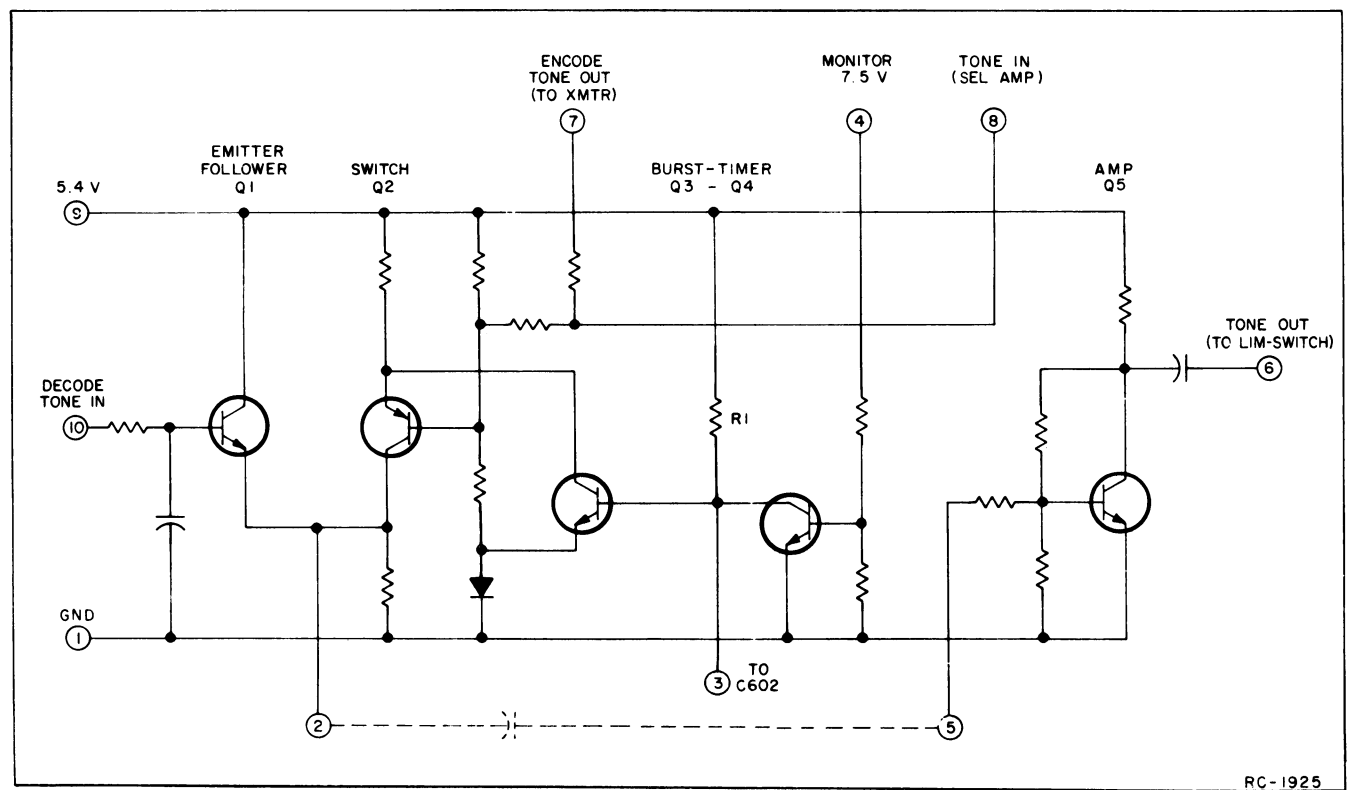 ENCODE
TONE OUT
(TO XMTR)
7
MONITOR
7.5 V
4
TONE IN
(SEL AMP)
8
EMITTER
FOLLOWER
Q1
SWITCH
Q2
BURST-TIMER
Q3 - Q4
AMP
Q5
5.4 V
9
TONE OUT
(TO LIM-SWITCH)
6
DECODE
TONE IN
10
R1
GND
1
3
TO
C602
2
5
RC-1925